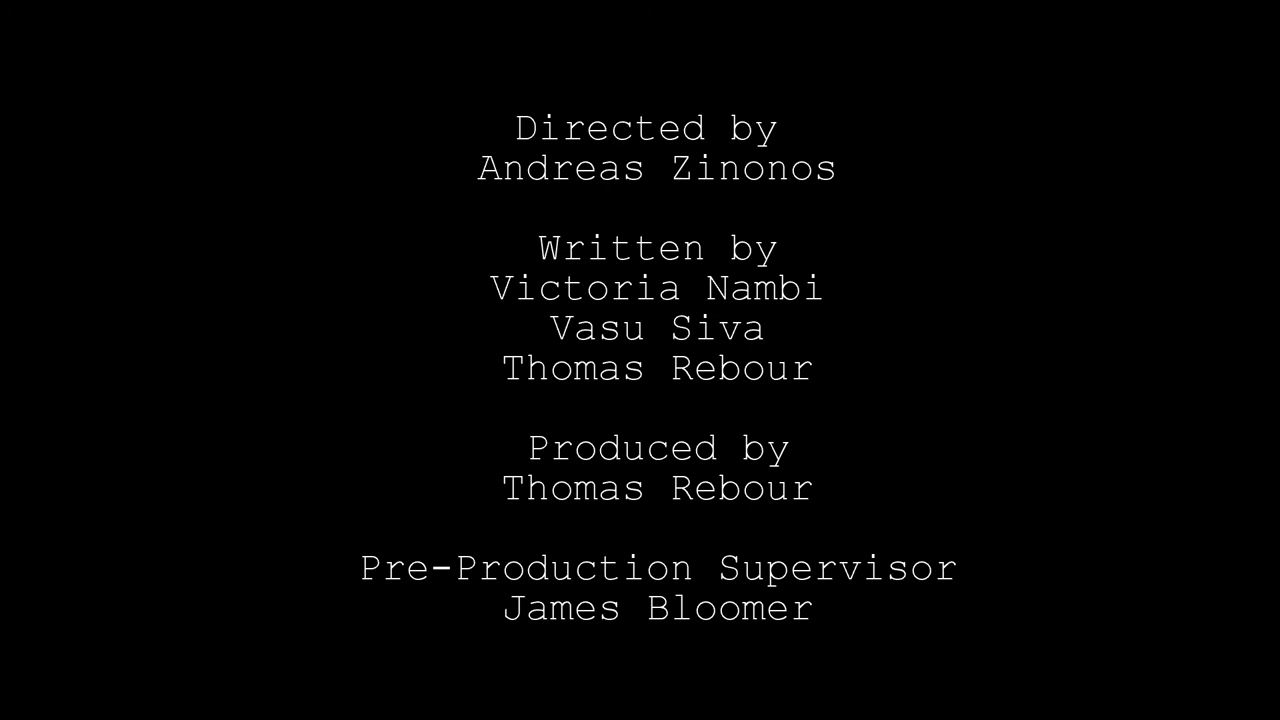 Directed by
Andreas Zinonos
Written by
Victoria Nambi
Vasu Siva
Thomas Rebour
Produced by
Thomas Rebour
Pre-Production Supervisor
James Bloomer